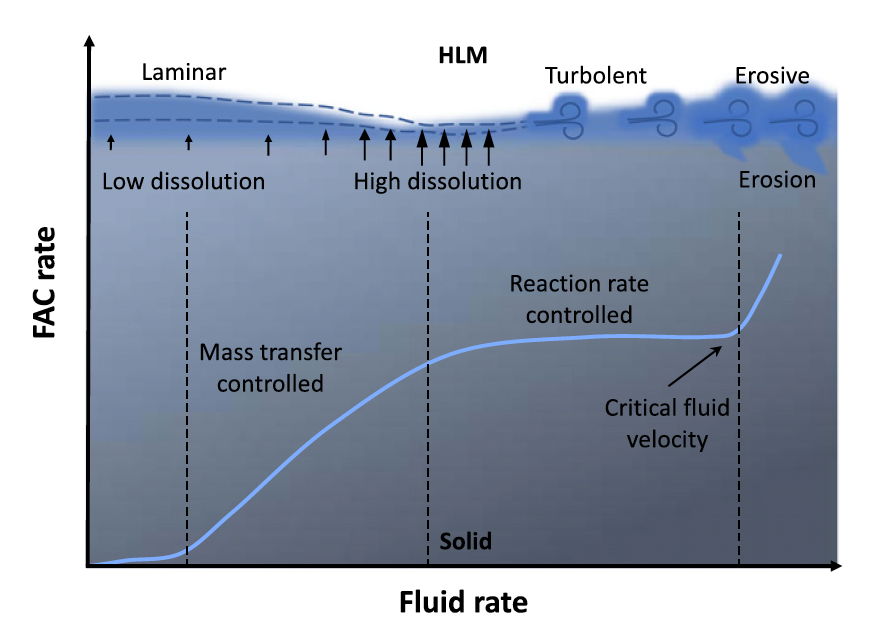 HLM
Laminar
Turbolent
Erosive
Low dissolution
High dissolution
Erosion
FAC rate
Reaction rate
controlled
Mass transfer
controlled
Critical fluid
velocity
Solid
Fluid rate